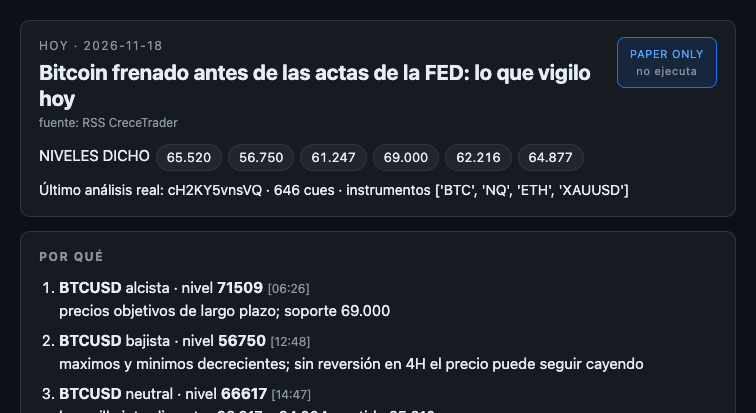 HOY · 2026-11-18
PAPER ONLY
no ejecuta
Bitcoin frenado antes de las actas de la FED: lo que vigilo
hoy
fuente: RSS CreceTrader
NIVELES DICHO 65.520 56.750 61.247 69.000 62.216 64.877
Último análisis real: cH2KY5vnsVQ · 646 cues · instrumentos ['BTC', 'NQ', 'ETH', 'XAUUSD']
POR QUÉ
1. BTCUSD alcista · nivel 71509 [06:26]
precios objetivos de largo plazo; soporte 69.000
2. BTCUSD bajista · nivel 56750 [12:48]
maximos y minimos decrecientes; sin reversión en 4H el precio puede seguir cayendo
3. BTCUSD neutral · nivel 66617 [14:47]